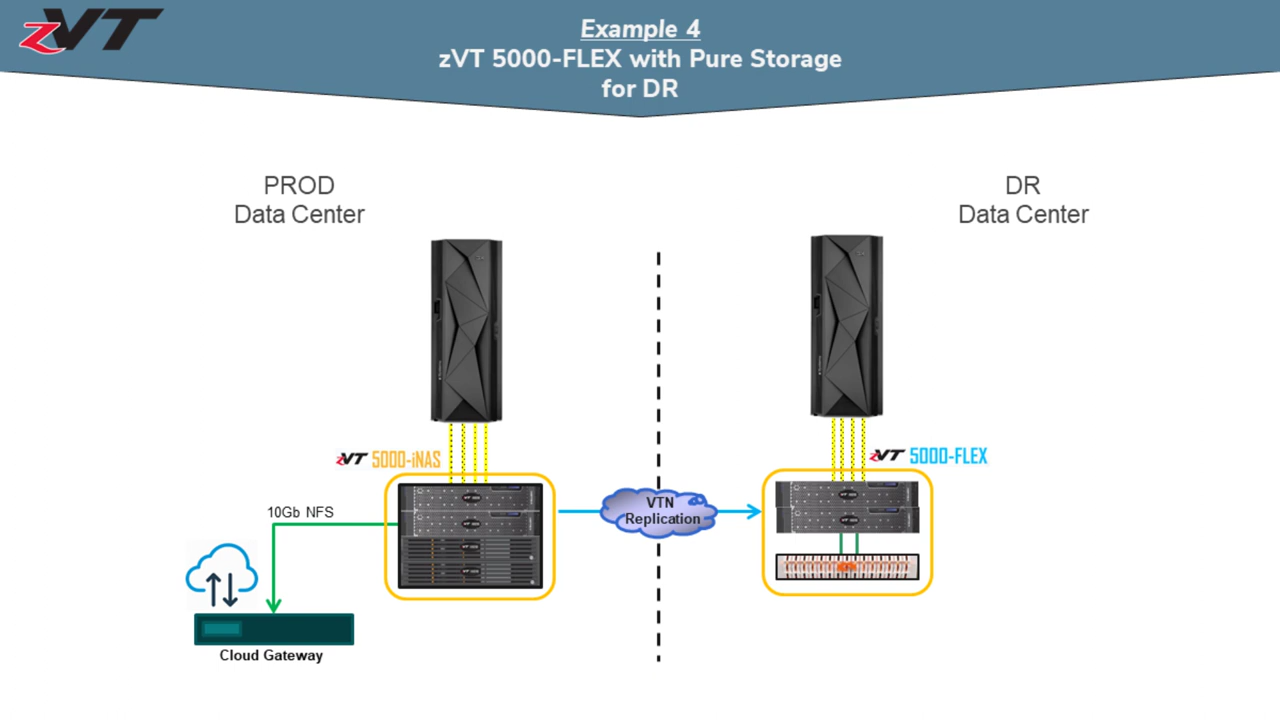 zVT
Example 4
zVT 5000-FLEX with Pure Storage
for DR
PROD
Data Center
DR
Data Center
zVT 5000-iNAS
zVT 5000-FLEX
10Gb NFS
VTN
Replication
Cloud Gateway